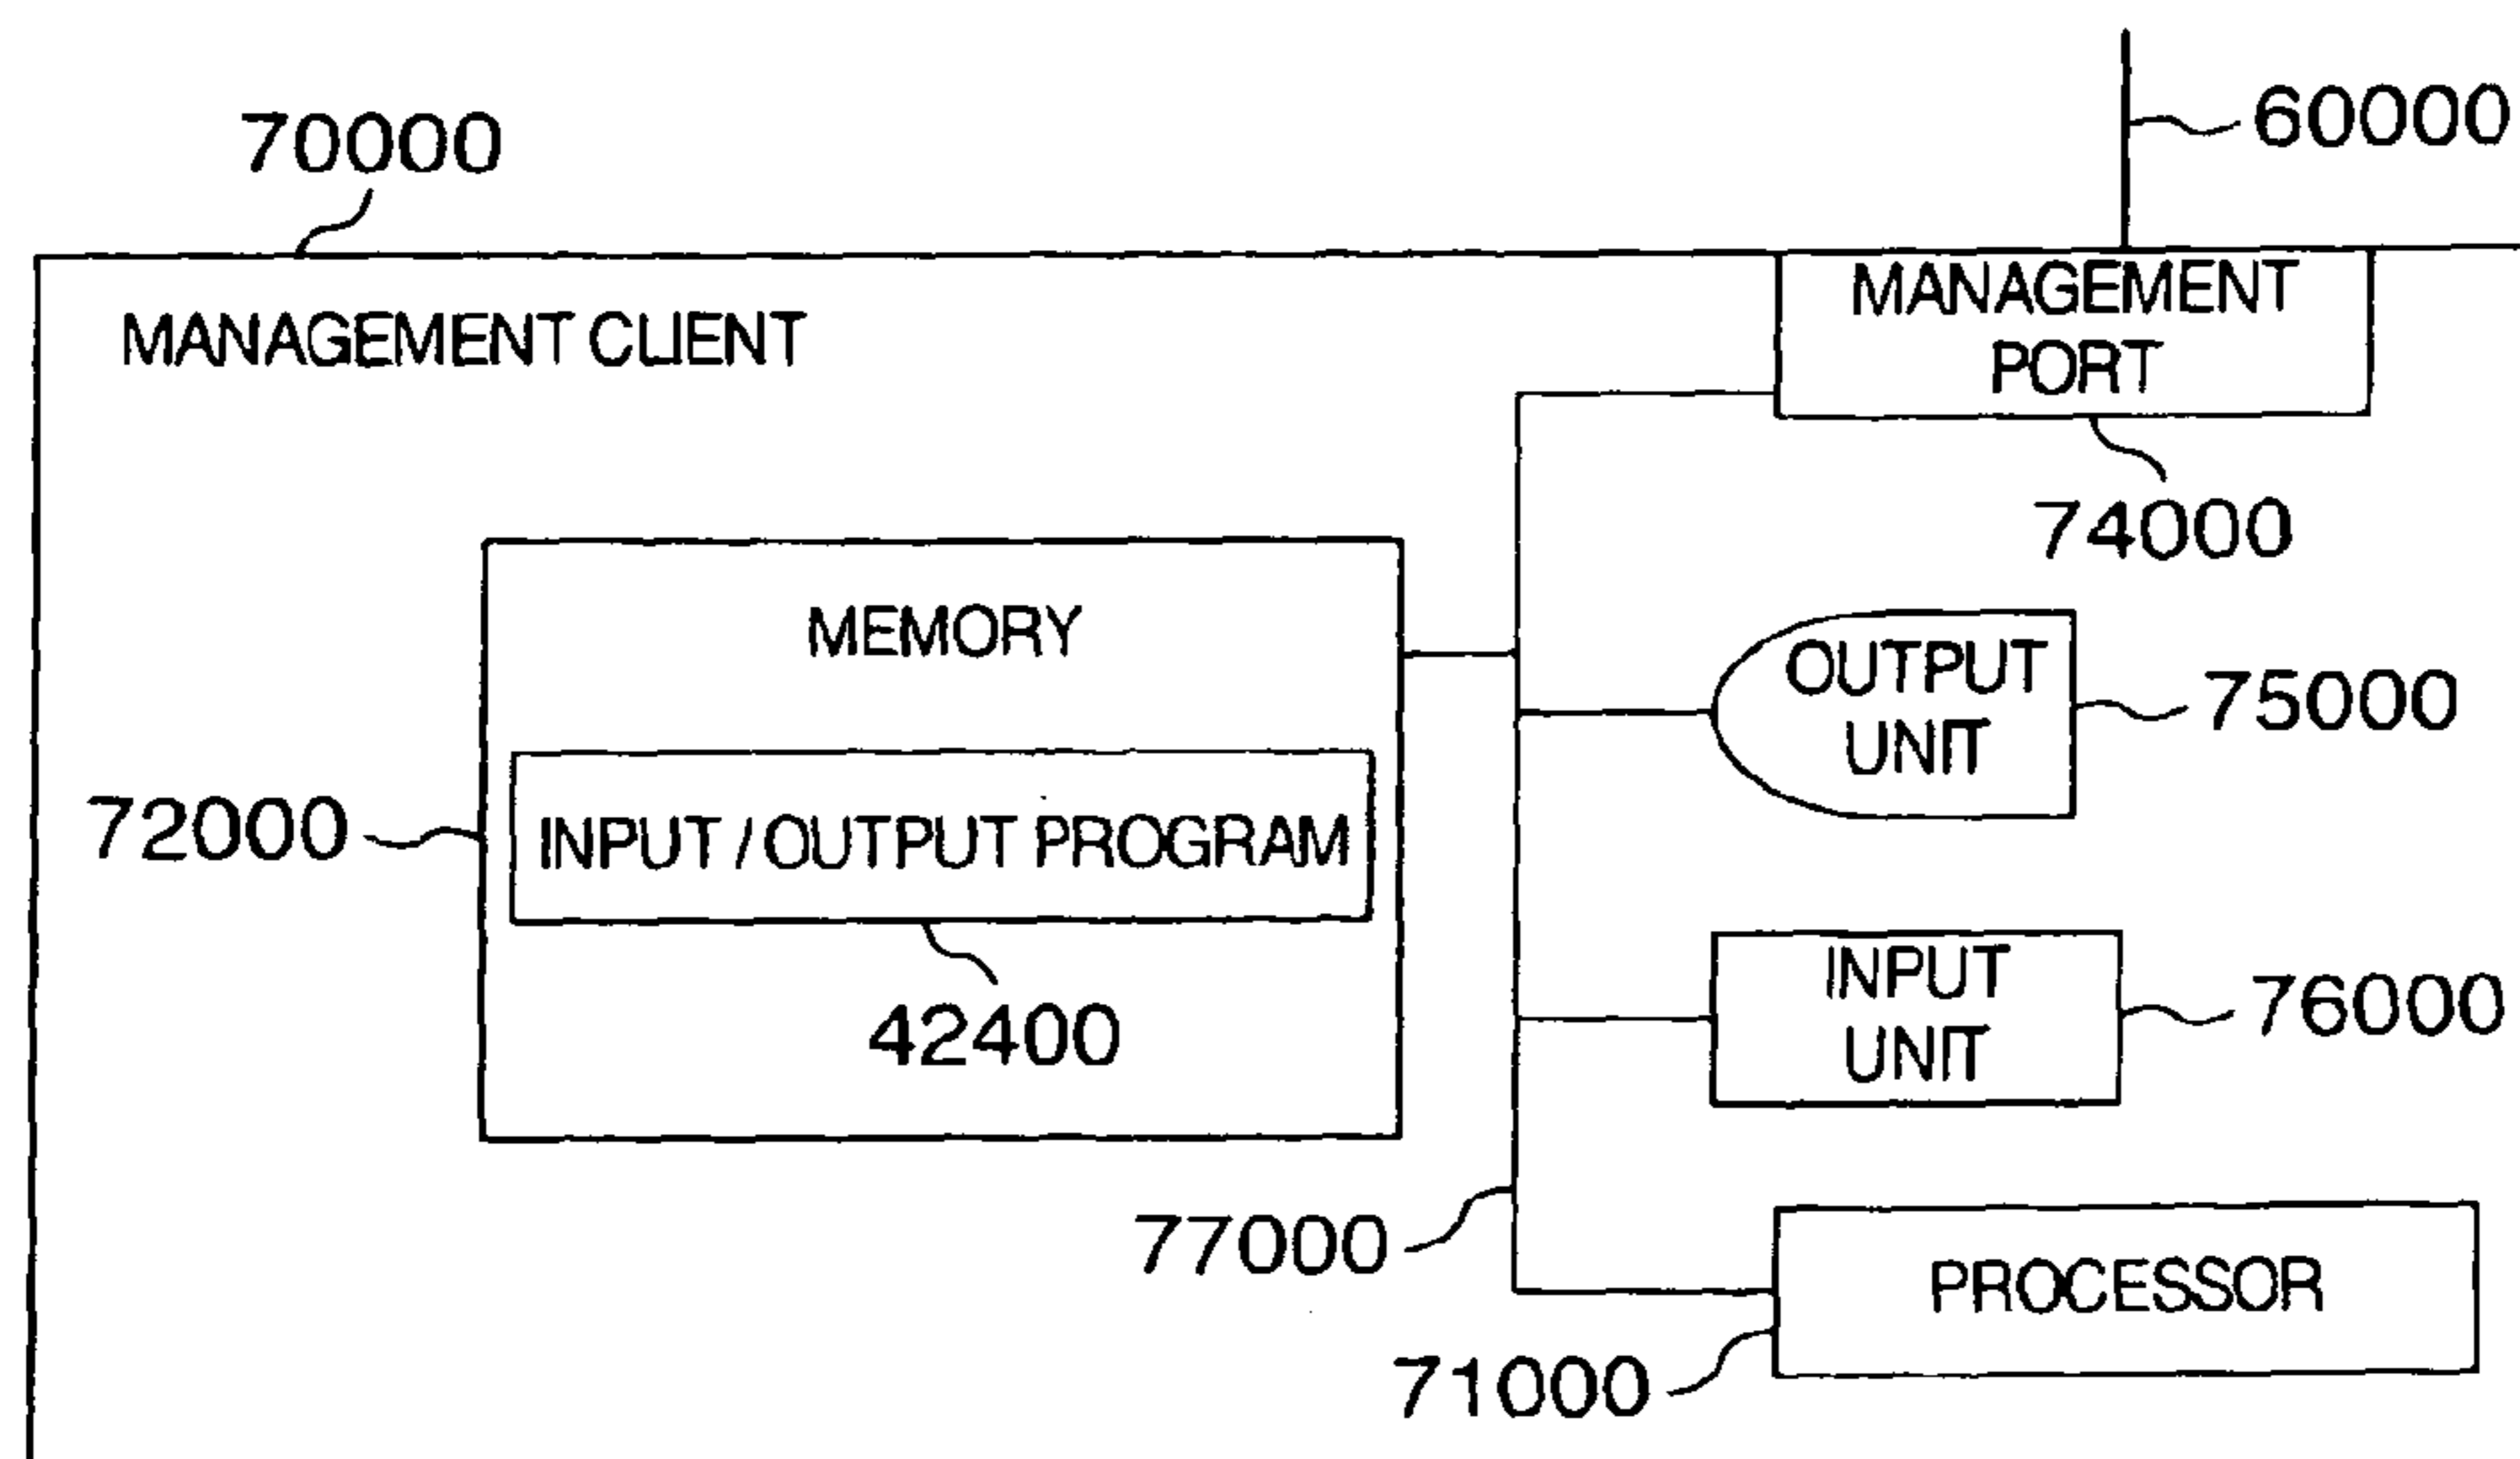 60000
70000
MANAGEMENT CLIENT
MANAGEMENT
PORT
74000
MEMORY
OUTPUT
UNIT
75000
72000
INPUT / OUTPUT PROGRAM
42400
INPUT
UNIT
76000
77000
PROCESSOR
71000